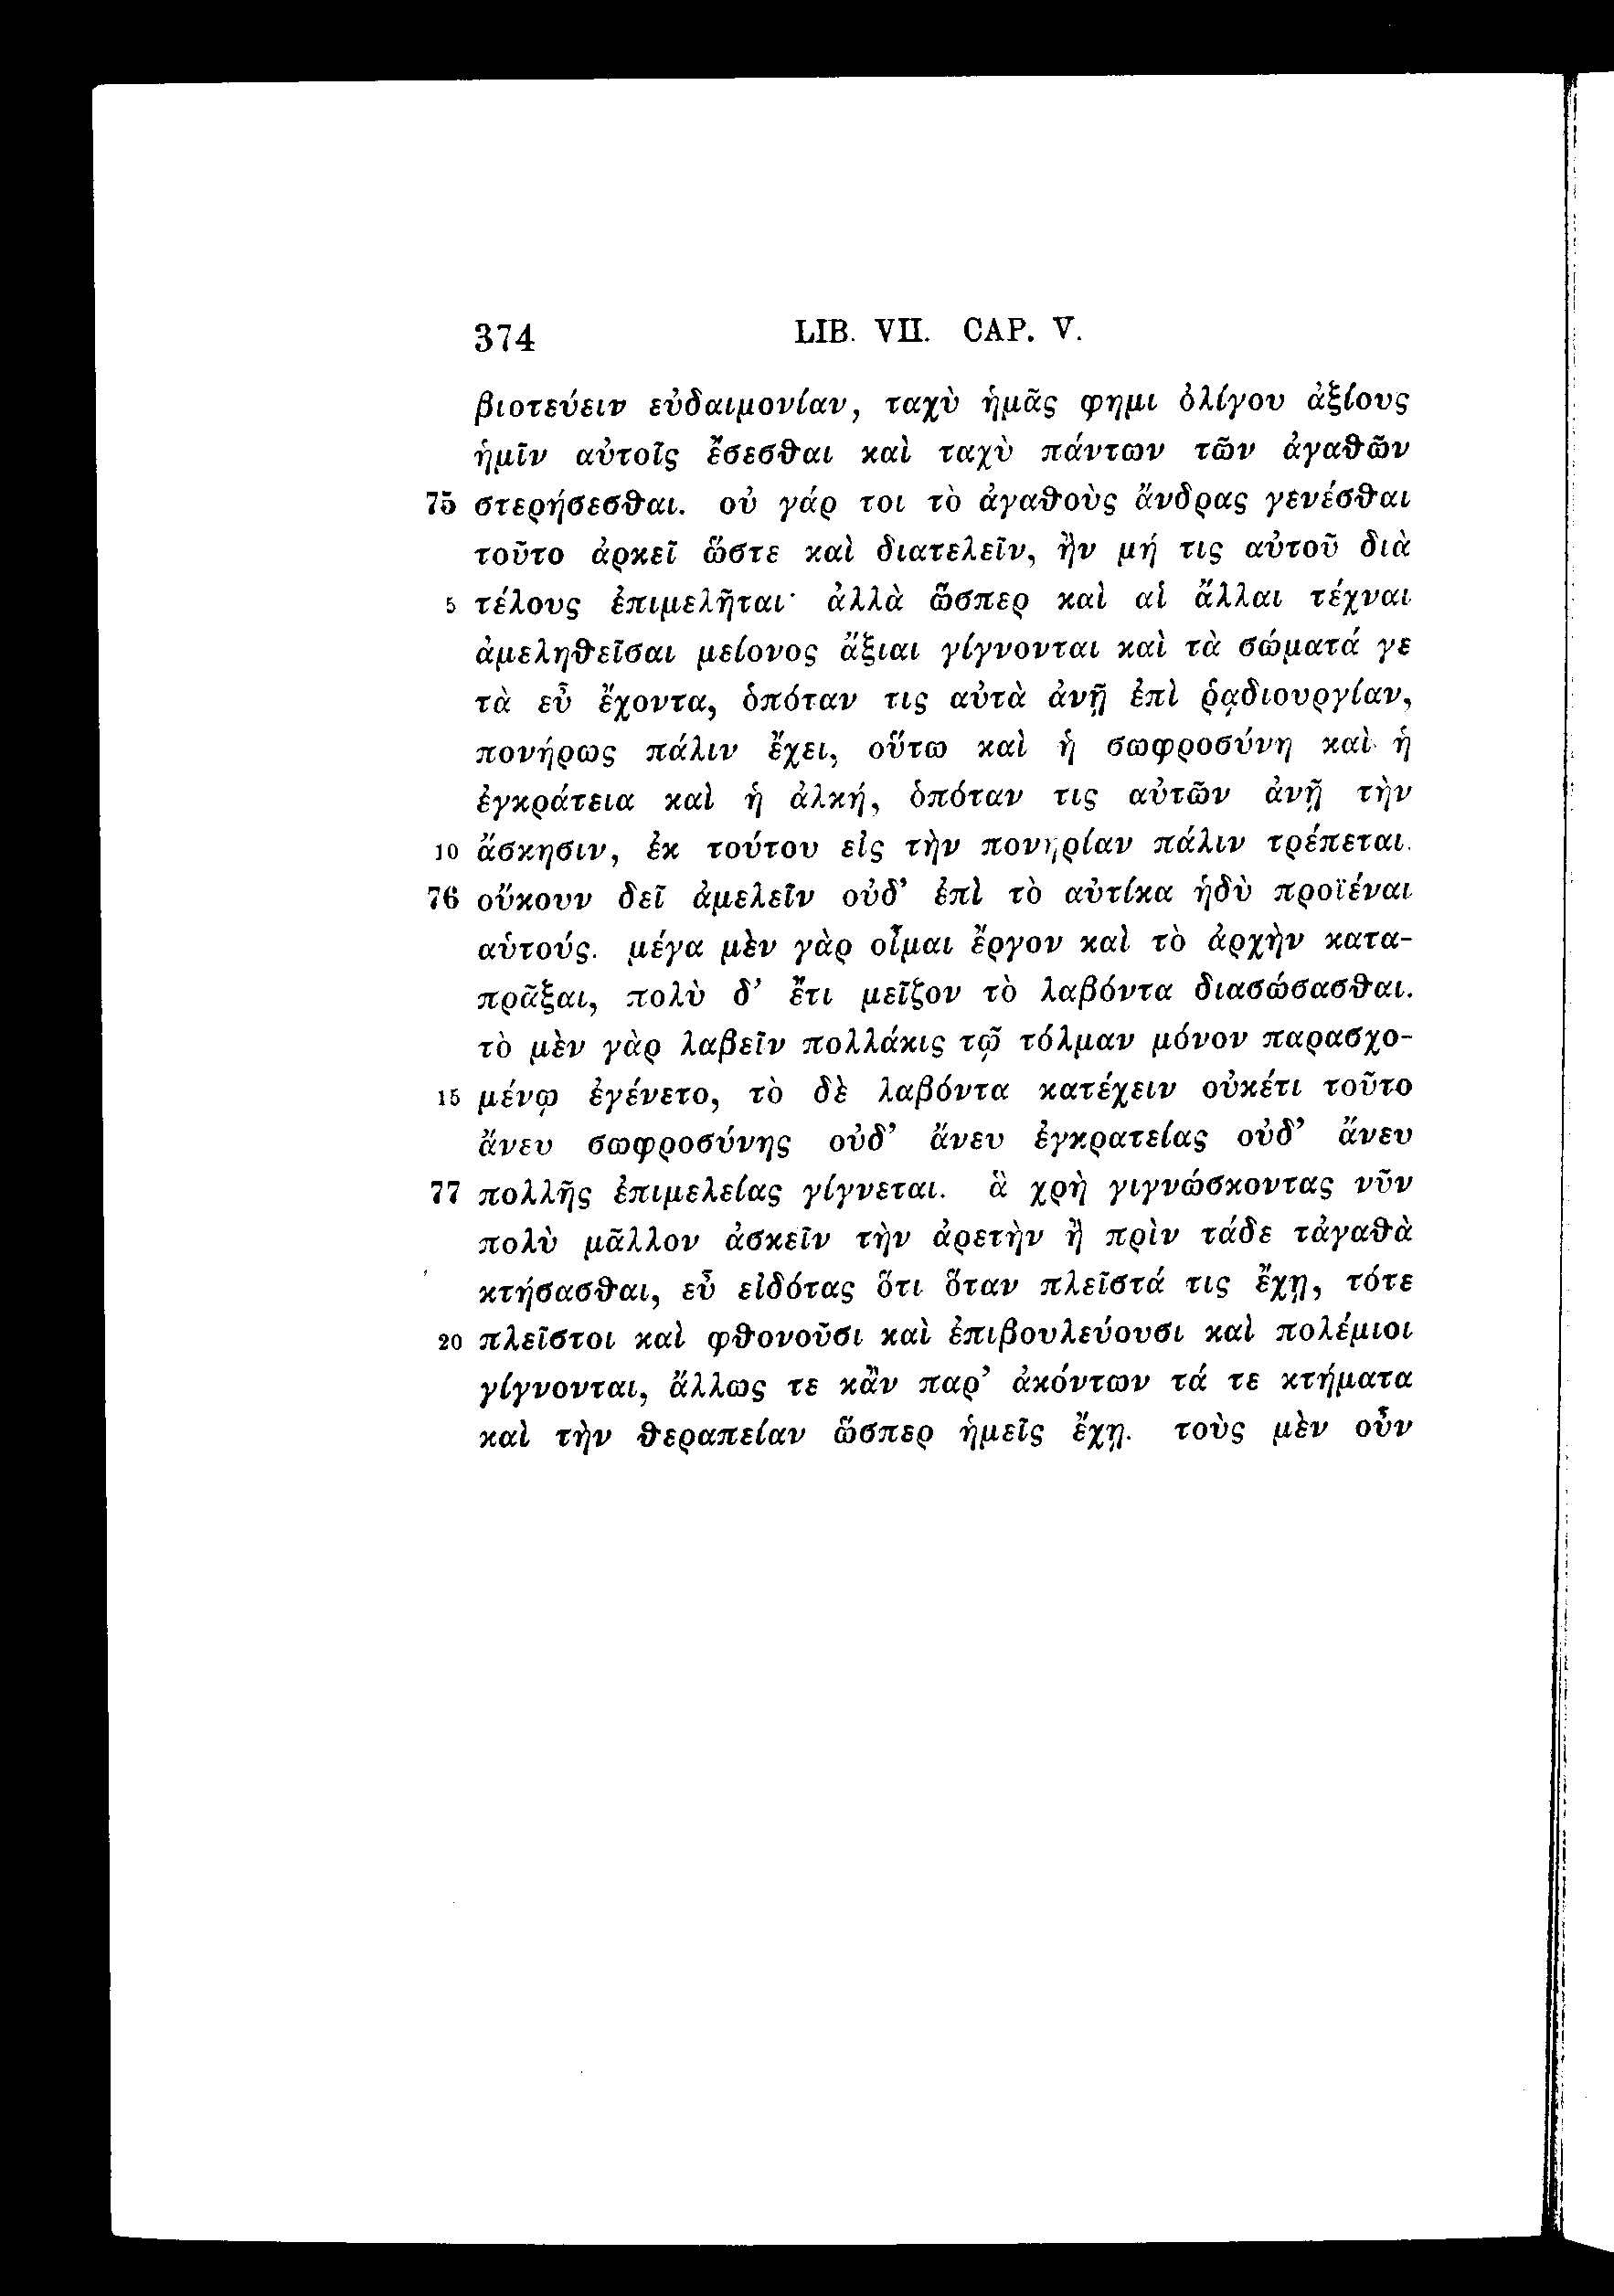 374 LIB. VII. CAP. V.
βιοτεύειν εὐδαιμονίαν, ταχὺ ἡμᾶς φημι ὀλίγου ἀξίους
ἡμῖν αὐτοῖς ἔσεσθαι καὶ ταχὺ πάντων τῶν ἀγαθῶν
75 στερήσεσθαι. οὐ γάρ τοι τὸ ἀγαθοὺς ἄνδρας γενέσθαι
τοῦτο ἀρκεῖ ὥστε καὶ διατελεῖν, ἢν μή τις αὐτοῦ διὰ
5 τέλους ἐπιμελῆται· ἀλλὰ ὥσπερ καὶ αἱ ἄλλαι τέχναι
ἀμεληθεῖσαι μείονος ἄξιαι γίγνονται καὶ τὰ σώματά γε
τὰ εὖ ἔχοντα, ὁπόταν τις αὐτὰ ἀνῇ ἐπὶ ῥᾳδιουργίαν,
πονήρως πάλιν ἔχει, οὕτω καὶ ἡ σωφροσύνη καὶ ἡ
ἐγκράτεια καὶ ἡ ἀλκή, ὁπόταν τις αὐτῶν ἀνῇ τὴν
10 ἄσκησιν, ἐκ τούτου εἰς τὴν πονηρίαν πάλιν τρέπεται.
76 οὔκουν δεῖ ἀμελεῖν οὐδ’ ἐπὶ τὸ αὐτίκα ἡδὺ προϊέναι
αὑτούς. μέγα μὲν γὰρ οἶμαι ἔργον καὶ τὸ ἀρχὴν κατα-
πρᾶξαι, πολὺ δ’ ἔτι μεῖζον τὸ λαβόντα διασώσασθαι.
τὸ μὲν γὰρ λαβεῖν πολλάκις τῷ τόλμαν μόνον παρασχο-
15 μένῳ ἐγένετο, τὸ δὲ λαβόντα κατέχειν οὐκέτι τοῦτο
ἄνευ σωφροσύνης οὐδ’ ἄνευ ἐγκρατείας οὐδ’ ἄνευ
77 πολλῆς ἐπιμελείας γίγνεται. ἃ χρὴ γιγνώσκοντας νῦν
πολὺ μᾶλλον ἀσκεῖν τὴν ἀρετὴν ἢ πρὶν τάδε τἀγαθὰ
κτήσασθαι, εὖ εἰδότας ὅτι ὅταν πλεῖστά τις ἔχῃ, τότε
20 πλεῖστοι καὶ φθονοῦσι καὶ ἐπιβουλεύουσι καὶ πολέμιοι
γίγνονται, ἄλλως τε κἂν παρ’ ἀκόντων τά τε κτήματα
καὶ τὴν θεραπείαν ὥσπερ ἡμεῖς ἔχῃ. τοὺς μὲν οὖν